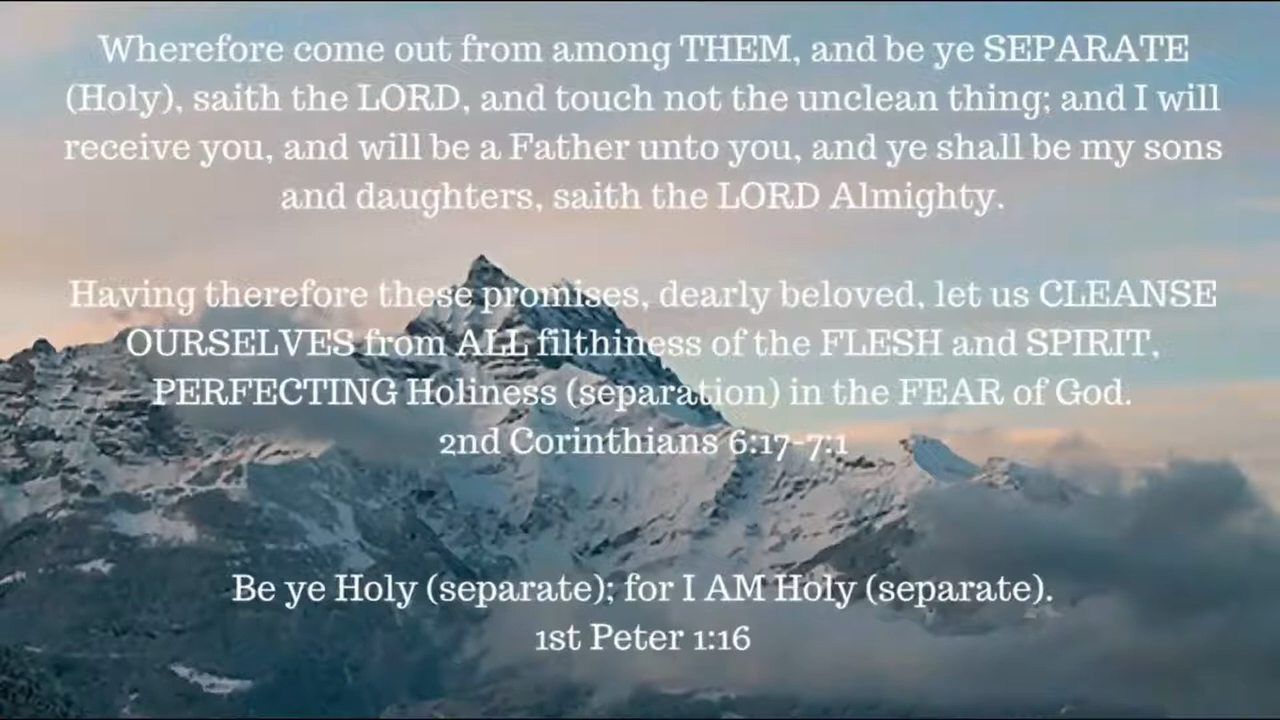 Wherefore come out from among THEM, and be ye SEPARATE
(Holy), saith the LORD, and touch not the unclean thing; and I will
receive you, and will be a Father unto you, and ye shall be my sons
and daughters, saith the LORD Almighty.
Having therefore these promises, dearly beloved, let us CLEANSE
OURSELVES from ALL filthiness of the FLESH and SPIRIT,
PERFECTING Holiness (separation) in the FEAR of God.
2nd Corinthians 6:17-7:1
Be ye Holy (separate); for I AM Holy (separate).
1st Peter 1:16